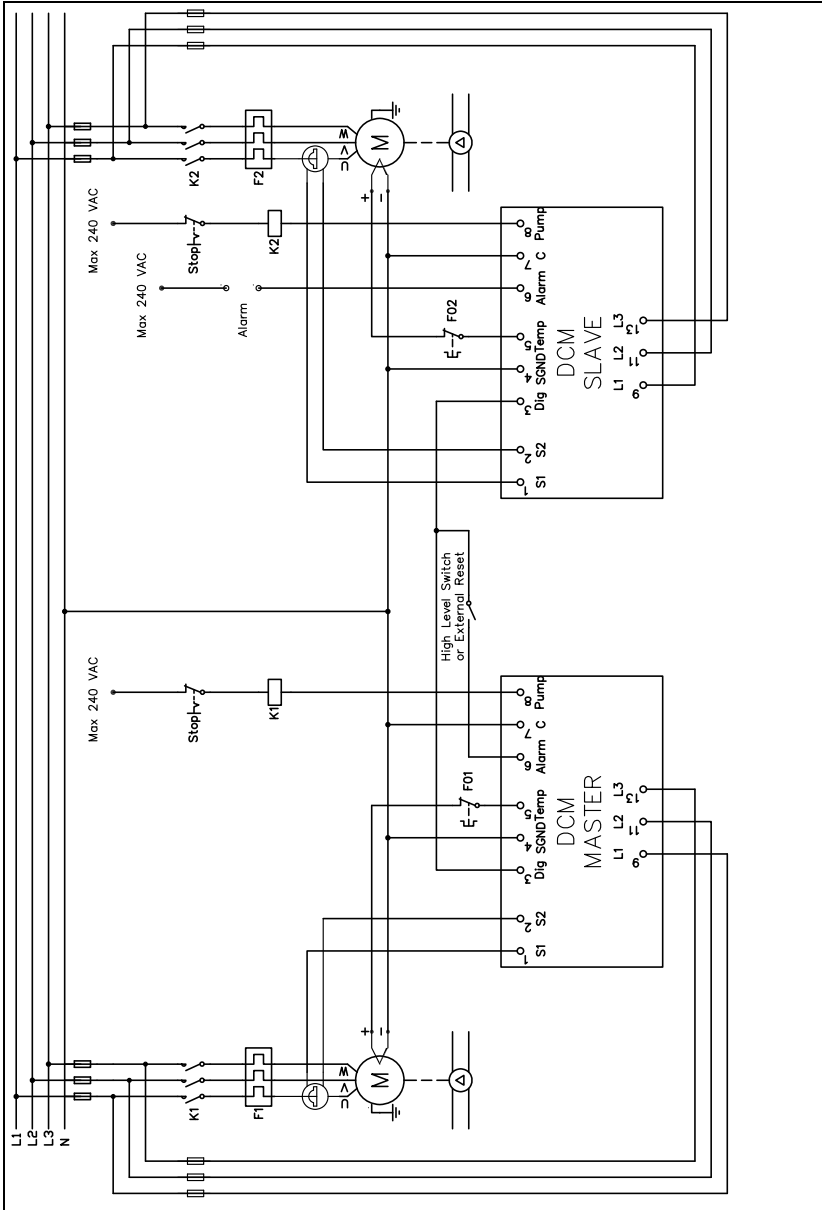 L1
L2
L3
N
K1
F1
U V W
M
+
-
Max 240 VAC
Stop
K1
F01
High Level Switch
or External Reset
1 S1
2 S2
3 Dig
4 SGND
5 Temp
6 Alarm
7 C
8 Pump
DCM
MASTER
L1 9
L2 11
L3 13
K2
F2
U V W
M
+
-
Max 240 VAC
Stop
K2
Max 240 VAC
Alarm
F02
1 S1
2 S2
3 Dig
4 SGND
5 Temp
6 Alarm
7 C
8 Pump
DCM
SLAVE
L1 9
L2 11
L3 13